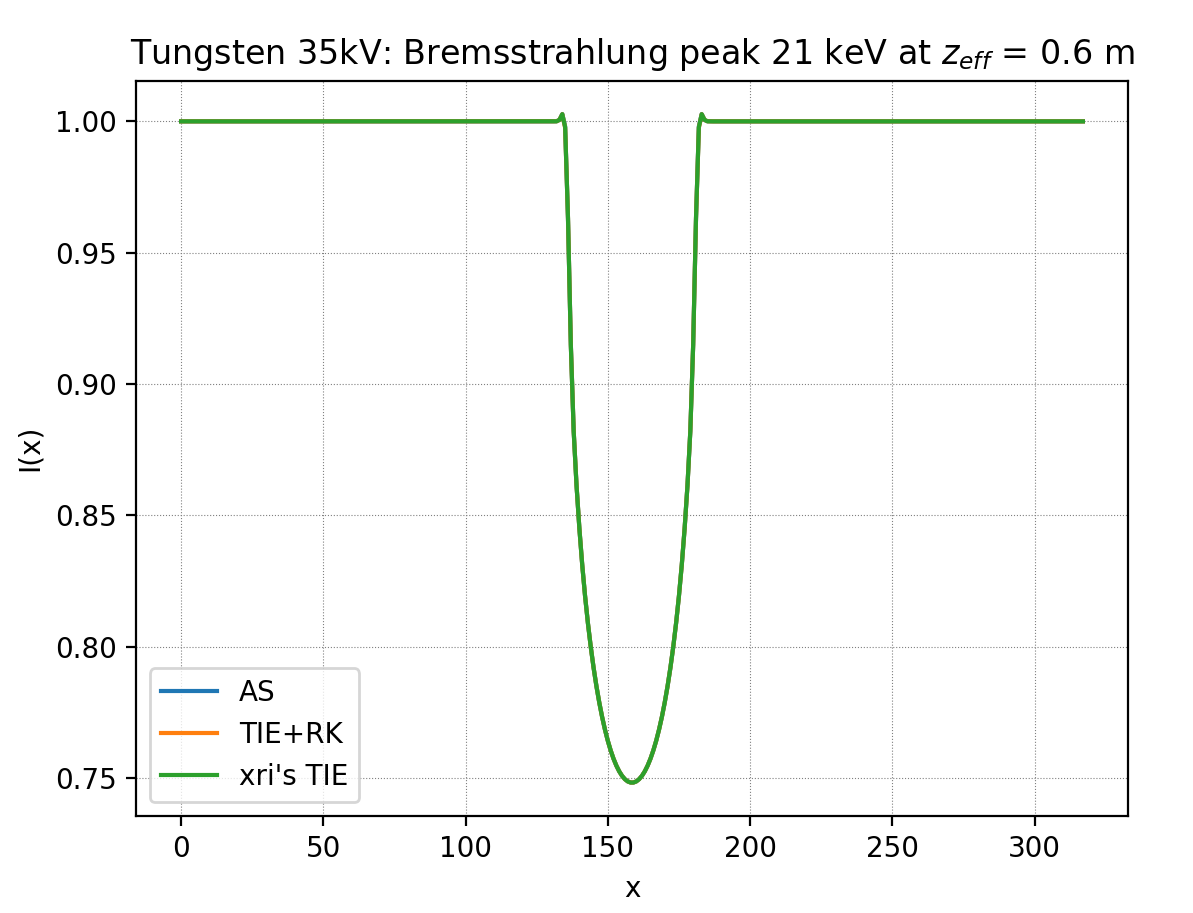 Tungsten 35kV: Bremsstrahlung peak 21 keV at z_eff = 0.6 m
1.00
0.95
0.90
0.85
0.80
0.75
I(x)
AS
TIE+RK
xri's TIE
0 50 100 150 200 250 300
x